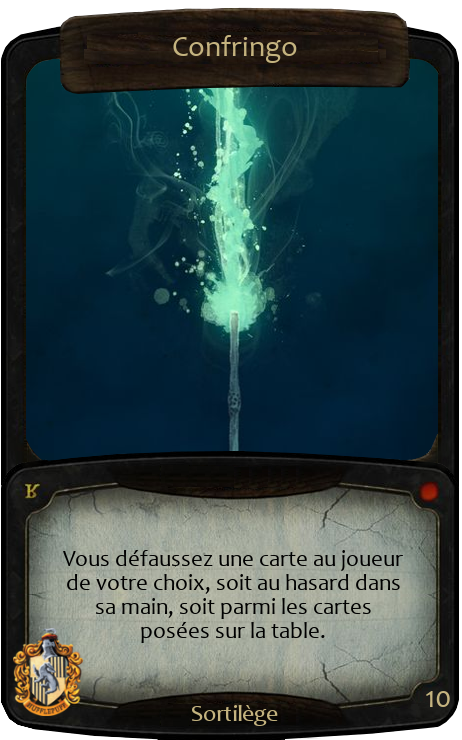 Confringo
Vous défaussez une carte au joueur
de votre choix, soit au hasard dans
sa main, soit parmi les cartes
posées sur la table.
HUFFLEPUFF
Sortilège
10